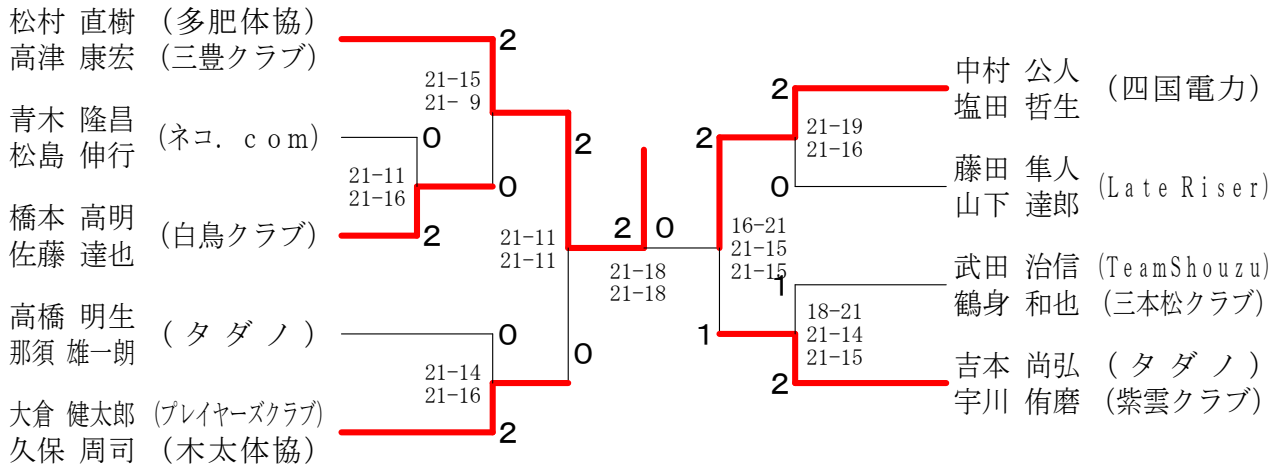 松村 直樹 (多肥体協)
高津 康宏 (三豊クラブ)
2
21-15
21- 9
青木 隆昌
松島 伸行
(ネコ．ｃｏｍ)
0
21-11
21-16
0
橋本 高明
佐藤 達也
(白鳥クラブ)
2
2
21-11
21-11
高橋 明生
那須 雄一朗
(タダノ)
0
21-14
21-16
0
大倉 健太郎 (プレイヤーズクラブ)
久保 周司 (木太体協)
2
2 0
21-18
21-18
中村 公人
塩田 哲生
(四国電力)
2
21-19
21-16
2
藤田 隼人
山下 達郎
(Late Riser)
0
16-21
21-15
21-15
武田 治信 (TeamShouzu)
鶴身 和也 (三本松クラブ)
1
18-21
21-14
21-15
1
吉本 尚弘 (タダノ)
宇川 侑磨 (紫雲クラブ)
2